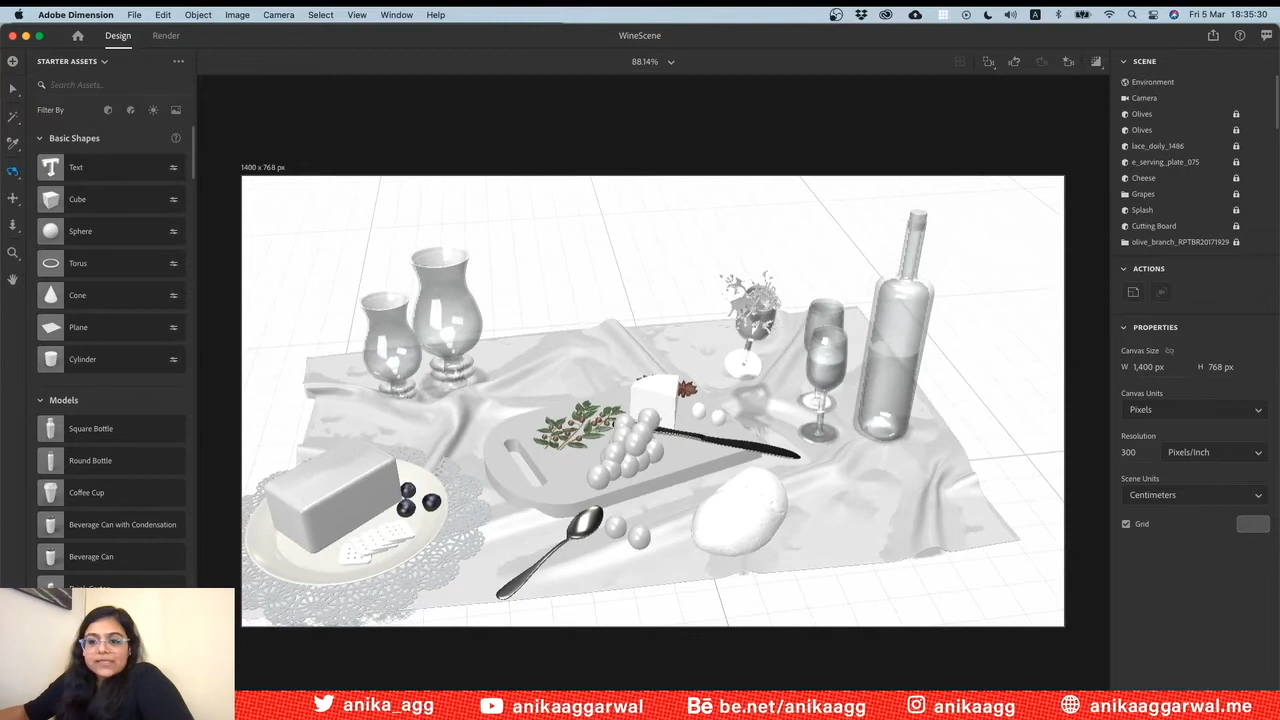 Adobe Dimension File Edit Object Image Camera Select View Window Help
A
Fri 5 Mar 18:35:30
Design Render
WineScene
STARTER ASSETS
88.14%
Search Assets..
Filter By
Basic Shapes
Text
Cube
Sphere
Torus
Cone
Plane
Cylinder
Models
Square Bottle
Round Bottle
Coffee Cup
Beverage Can with Condensation
Beverage Can
1400 x 768 px
SCENE
Environment
Camera
Olives
Olives
lace_doily_1486
e_serving_plate_075
Cheese
Grapes
Splash
Cutting Board
olive_branch_RPTBR20171929
ACTIONS
PROPERTIES
Canvas Size
W 1,400 px H 768 px
Canvas Units
Pixels
Resolution
300 Pixels/Inch
Scene Units
Centimeters
Grid
anika_agg
anikaaggarwal
Bē be.net/anikaagg
anikaagg
anikaaggarwal.me